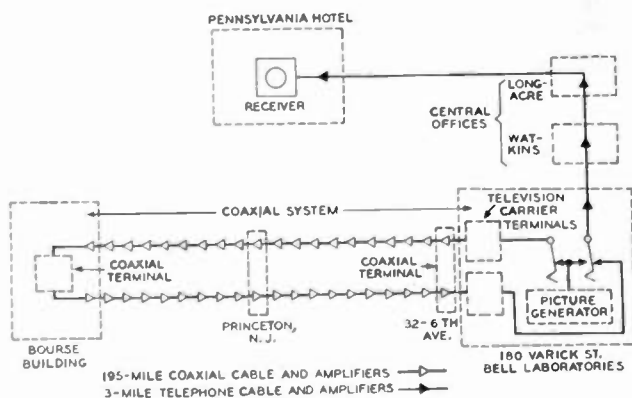 PENNSYLVANIA HOTEL
RECEIVER
LONG-
ACRE
CENTRAL
OFFICES
WAT-
KINS
TELEVISION
CARRIER
TERMINALS
COAXIAL SYSTEM
COAXIAL
TERMINAL
COAXIAL
TERMINAL
PICTURE
GENERATOR
PRINCETON,
N.J.
32-6TH
AVE.
BOURSE
BUILDING
180 VARICK ST.
BELL LABORATORIES
195-MILE COAXIAL CABLE AND AMPLIFIERS
3-MILE TELEPHONE CABLE AND AMPLIFIERS